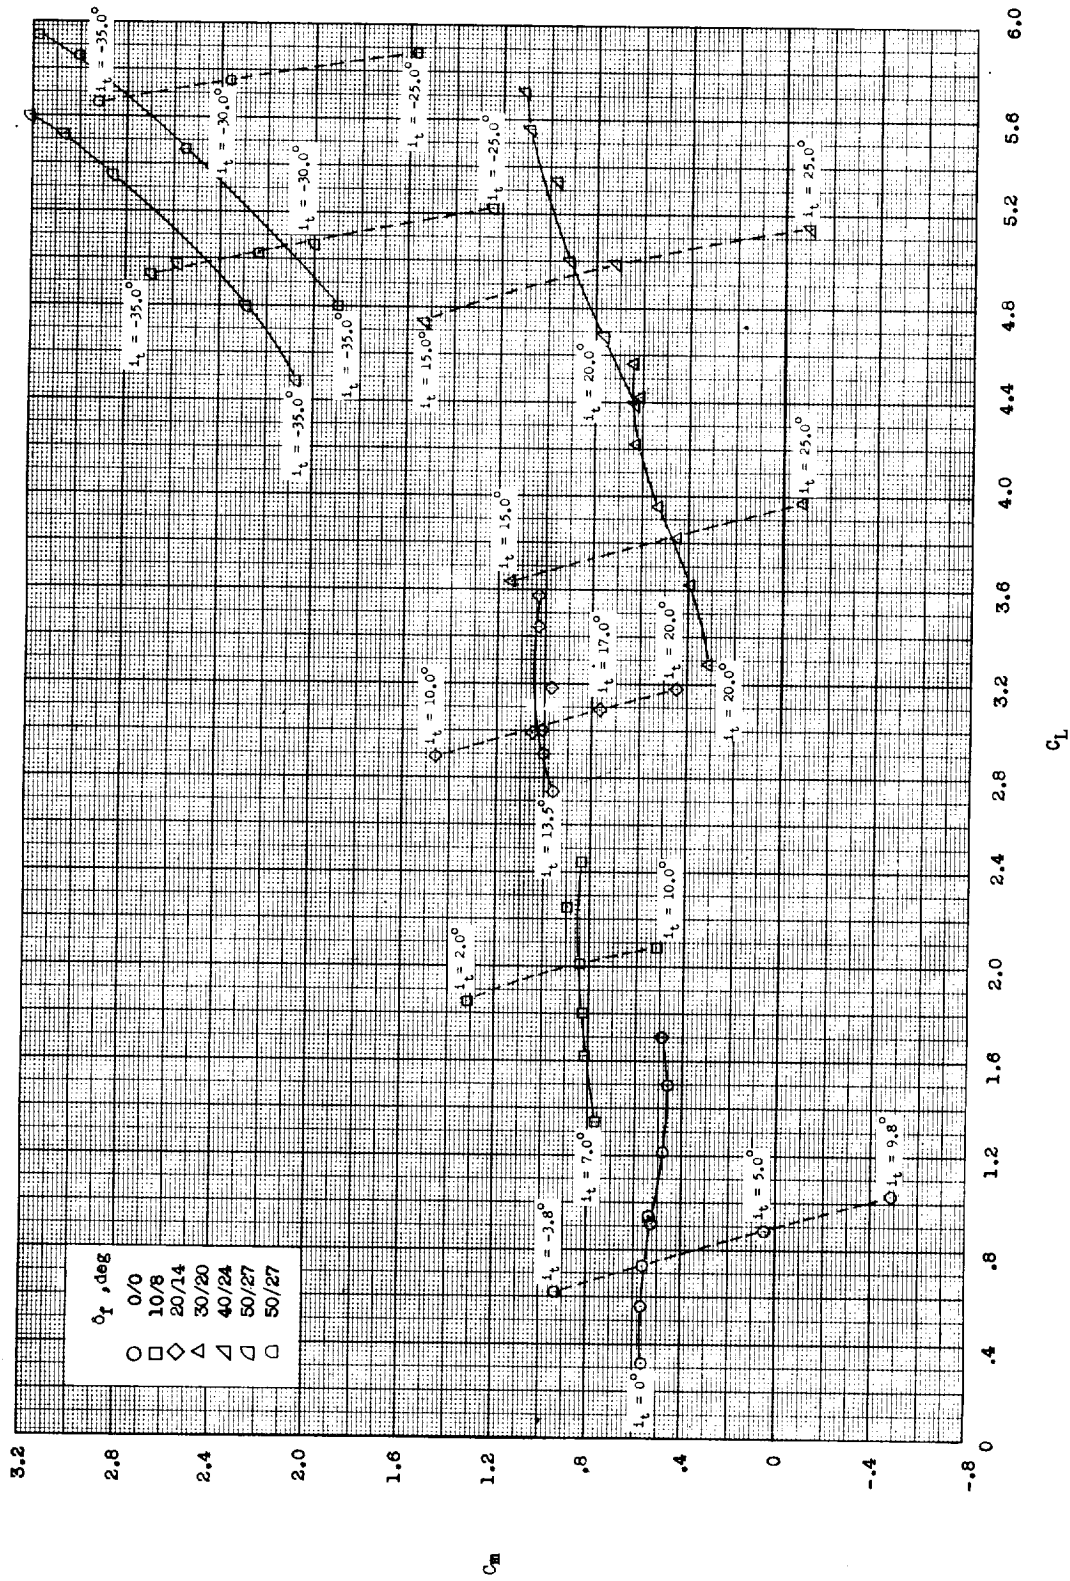 δf ,deg
0/0
10/8
20/14
30/20
40/24
50/27
50/27
3.2
2.8
2.4
2.0
1.6
1.2
.8
.4
0
-.4
-.8
Cm
0
.4
.8
1.2
1.6
2.0
2.4
2.8
3.2
3.6
4.0
4.4
4.8
5.2
5.6
6.0
CL
it = 0°
it = -3.8°
it = 5.0°
it = 9.8°
it = 7.0°
it = 2.0°
it = 10.0°
it = 13.5°
it = 10.0°
it = 17.0°
it = 20.0°
it = 20.0°
it = 15.0°
it = 25.0°
it = 20.0°
it = 15.0°
it = 25.0°
it = -35.0°
it = -35.0°
it = -35.0°
it = -30.0°
it = -25.0°
it = -35.0°
it = -30.0°
it = -25.0°